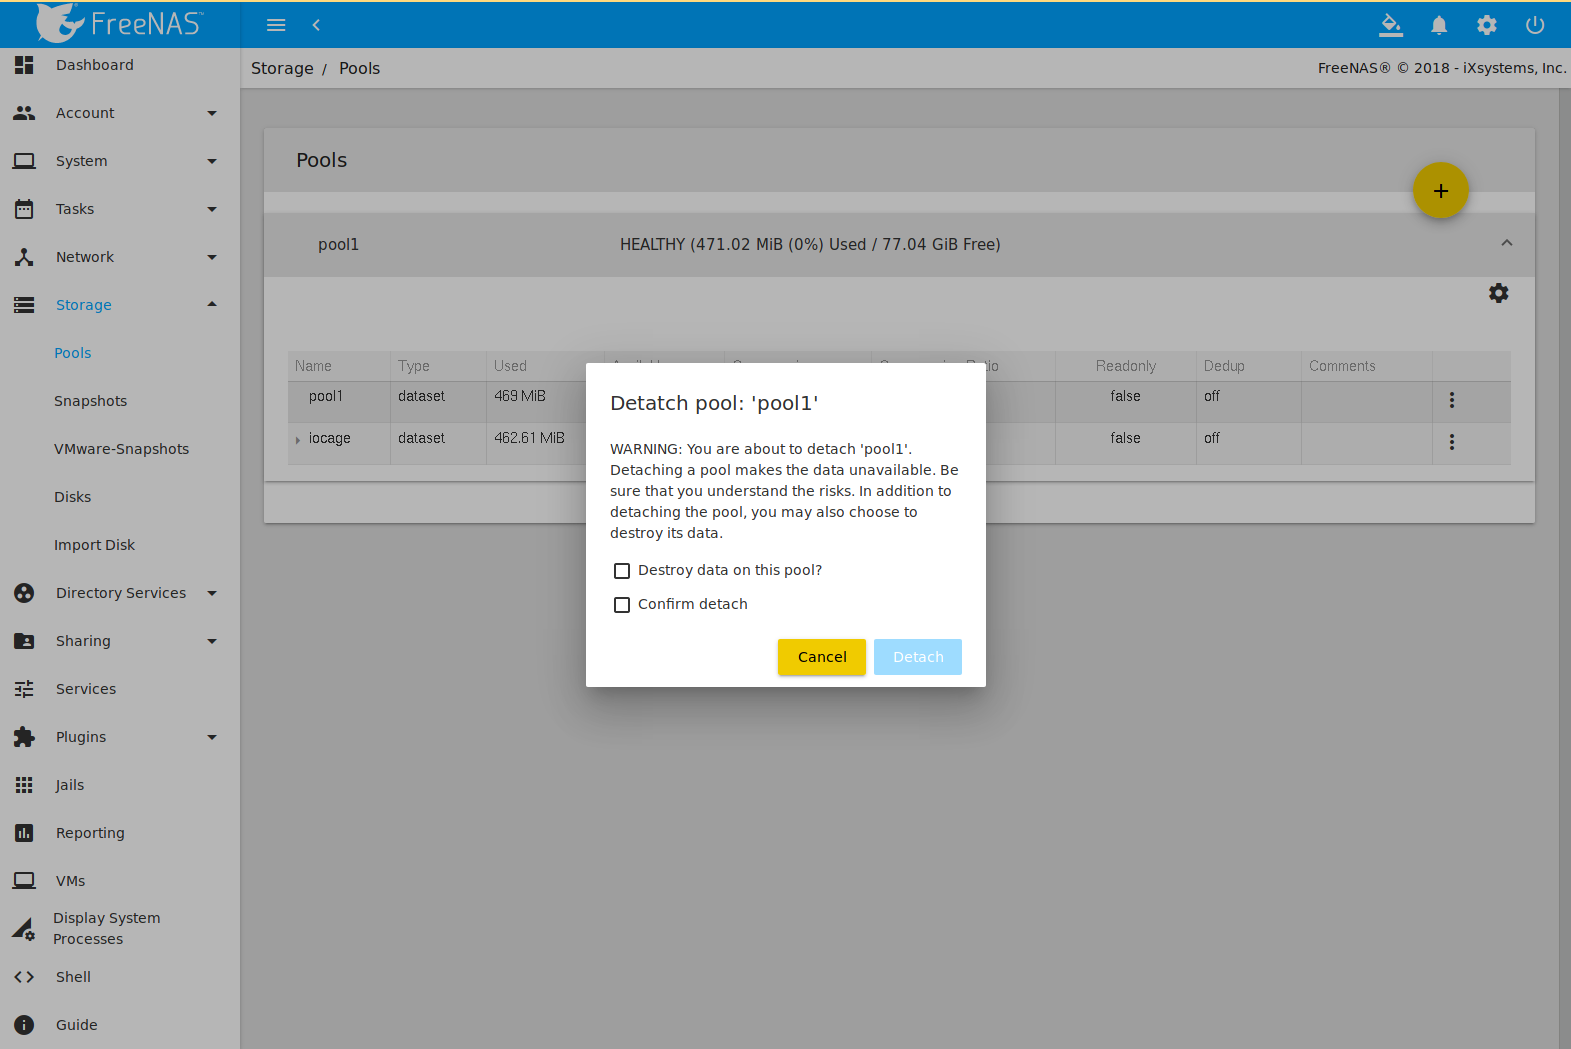 FreeNAS™
Storage / Pools
FreeNAS® © 2018 - iXsystems, Inc.
Dashboard
Account
System
Tasks
Network
Storage
Pools
Snapshots
VMware-Snapshots
Disks
Import Disk
Directory Services
Sharing
Services
Plugins
Jails
Reporting
VMs
Display System
Processes
Shell
Guide
Pools
pool1 HEALTHY (471.02 MiB (0%) Used / 77.04 GiB Free)
Name Type Used Readonly Dedup Comments
pool1 dataset 469 MiB false off
iocage dataset 462.61 MiB false off
Detatch pool: 'pool1'
WARNING: You are about to detach 'pool1'.
Detaching a pool makes the data unavailable. Be
sure that you understand the risks. In addition to
detaching the pool, you may also choose to
destroy its data.
Destroy data on this pool?
Confirm detach
Cancel Detach